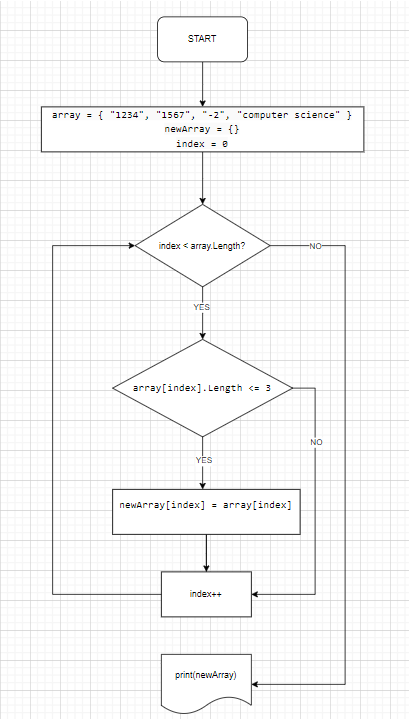 START
array = { "1234", "1567", "-2", "computer science" }
newArray = {}
index = 0
index < array.Length?
NO
YES
array[index].Length <= 3
NO
YES
newArray[index] = array[index]
index++
print(newArray)